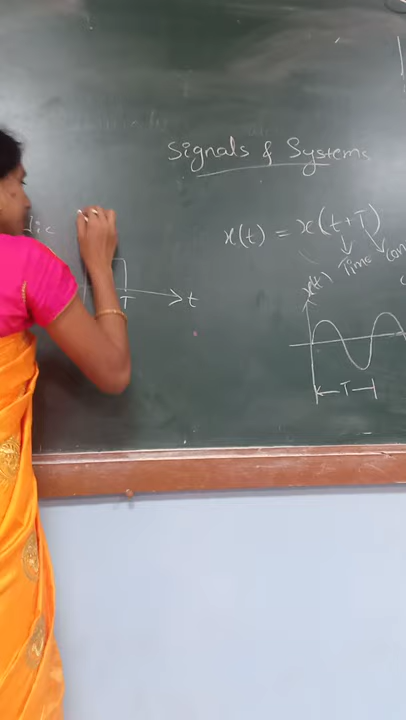 Signals & Systems
x(t) = x(t+T)
Time
x(t)
T
t
T